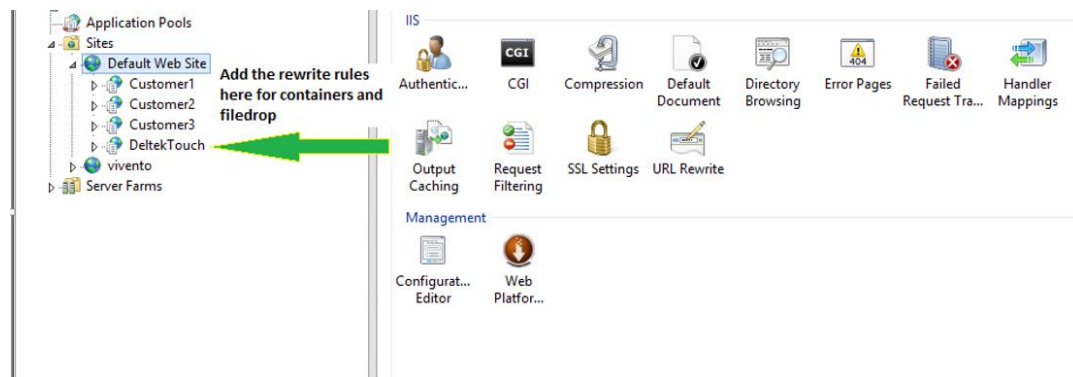 Application Pools
Sites
Default Web Site
Customer1
Customer2
Customer3
DeltekTouch
vivento
Server Farms
Add the rewrite rules
here for containers and
filedrop
IIS
Authentic... CGI Compression Default Document Directory Browsing Error Pages Failed Request Tra... Handler Mappings
CGI
404
Output Caching Request Filtering SSL Settings URL Rewrite
Management
Configurat... Editor Web Platfor...